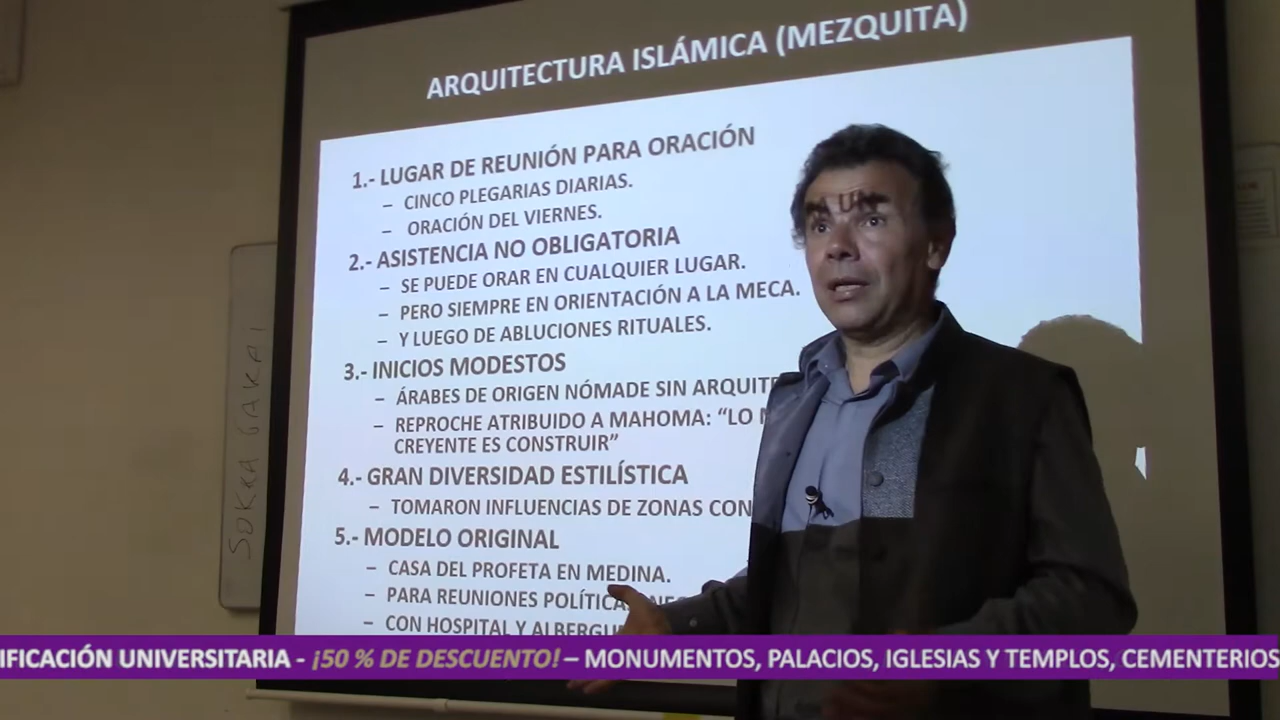 ARQUITECTURA ISLÁMICA (MEZQUITA)
1.- LUGAR DE REUNIÓN PARA ORACIÓN
– CINCO PLEGARIAS DIARIAS.
– ORACIÓN DEL VIERNES.
2.- ASISTENCIA NO OBLIGATORIA
– SE PUEDE ORAR EN CUALQUIER LUGAR.
– PERO SIEMPRE EN ORIENTACIÓN A LA MECA.
– Y LUEGO DE ABLUCIONES RITUALES.
3.- INICIOS MODESTOS
– ÁRABES DE ORIGEN NÓMADE SIN
– REPROCHE ATRIBUIDO A MAHOMA: “LO
CREYENTE ES CONSTRUIR”
4.- GRAN DIVERSIDAD ESTILÍSTICA
– TOMARON INFLUENCIAS DE ZONAS
5.- MODELO ORIGINAL
– CASA DEL PROFETA EN MEDINA.
– PARA REUNIONES
– CON HOSPITAL Y
SOKKA GAKAI
IFICACIÓN UNIVERSITARIA - ¡50 % DE DESCUENTO! – MONUMENTOS, PALACIOS, IGLESIAS Y TEMPLOS, CEMENTERIOS